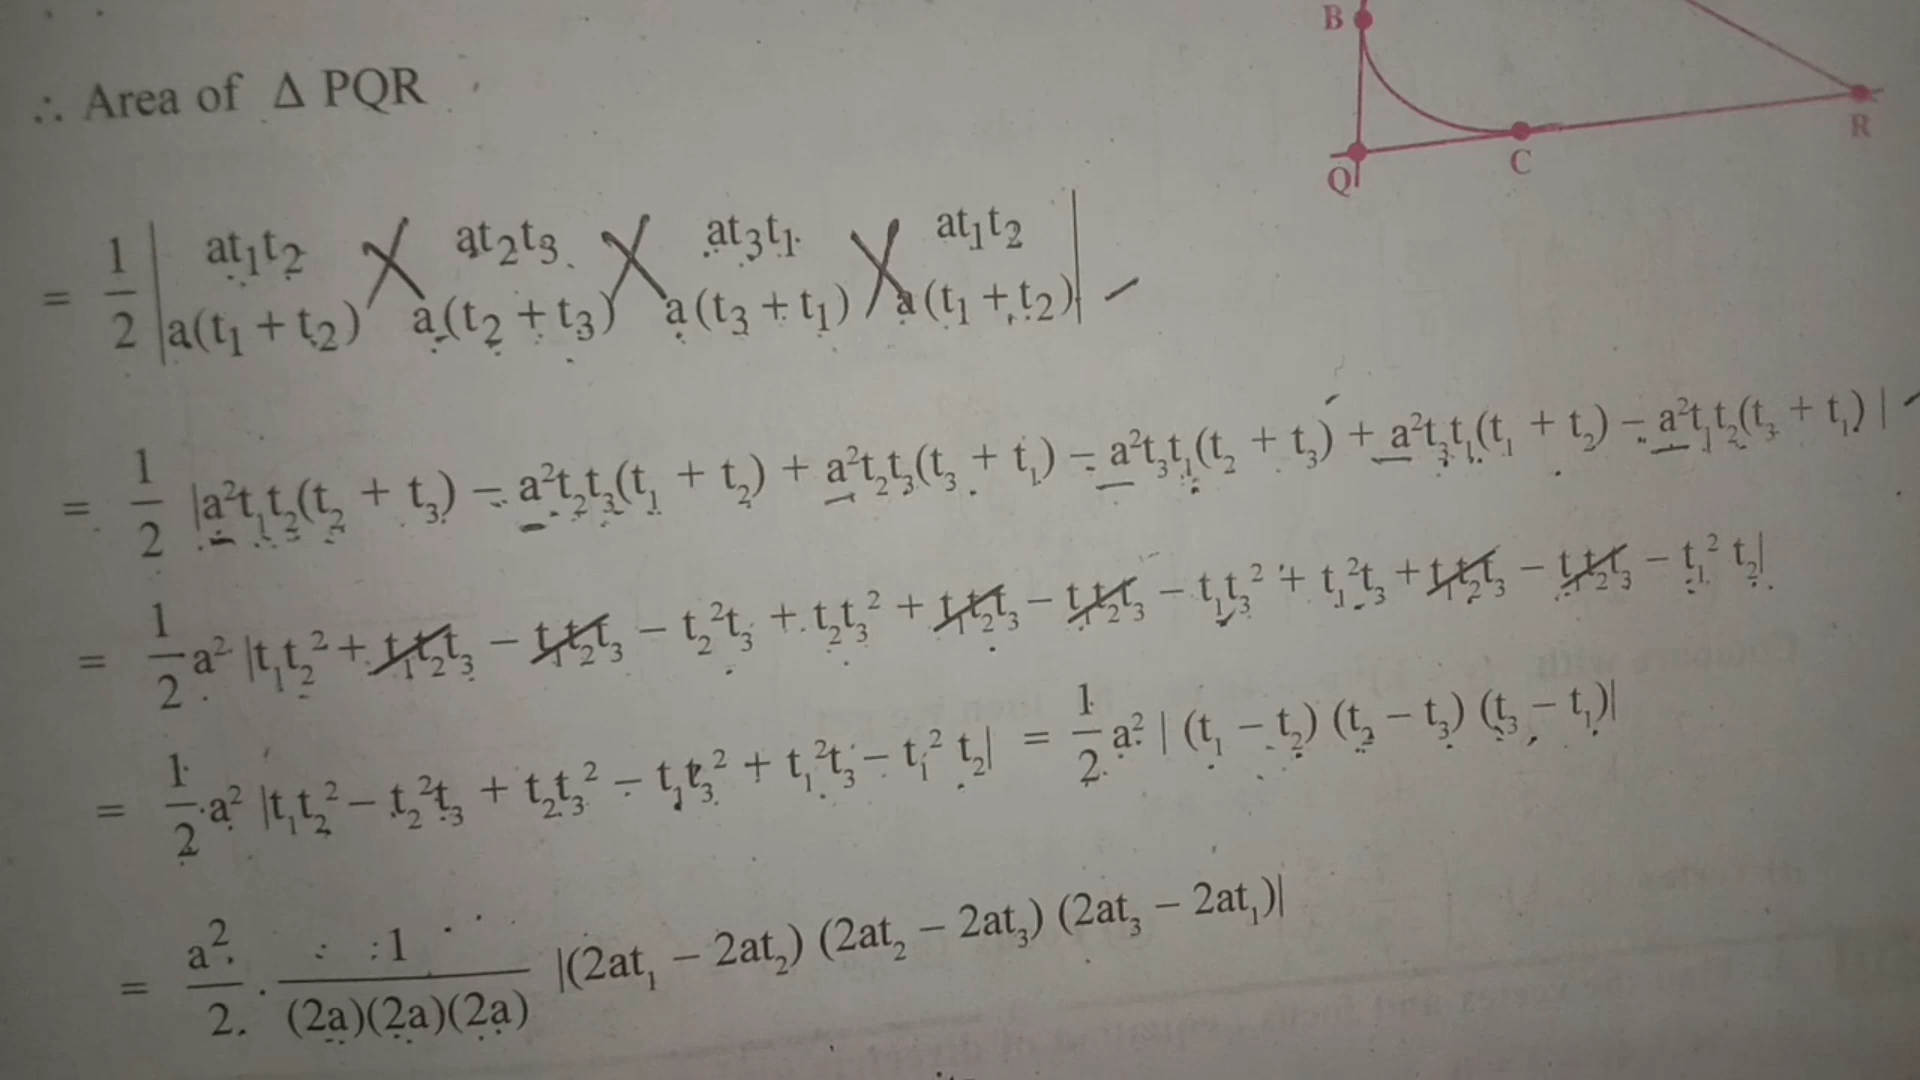 B
∴ Area of Δ PQR
R
C
Q
= 1/2 | at₁t₂ at₂t₃ at₃t₁ at₁t₂ |
a(t₁ + t₂) a(t₂ + t₃) a(t₃ + t₁) a(t₁ + t₂)
= 1/2 |a²t₁t₂(t₂ + t₃) − a²t₂t₃(t₁ + t₂) + a²t₂t₃(t₃ + t₁) − a²t₃t₁(t₂ + t₃) + a²t₃t₁(t₁ + t₂) − a²t₁t₂(t₃ + t₁)|
= 1/2 a² |t₁t₂² + t₁t₂t₃ − t₁t₂t₃ − t₂²t₃ + t₂t₃² + t₁t₂t₃ − t₁t₂t₃ − t₁t₃² + t₁²t₃ + t₁t₂t₃ − t₁t₂t₃ − t₁² t₂|
= 1/2 a² |t₁t₂² − t₂²t₃ + t₂t₃² − t₁t₃² + t₁²t₃ − t₁² t₂| = 1/2 a² | (t₁ − t₂) (t₂ − t₃) (t₃ − t₁)|
= a²/2 . 1/(2a)(2a)(2a) |(2at₁ − 2at₂) (2at₂ − 2at₃) (2at₃ − 2at₁)|